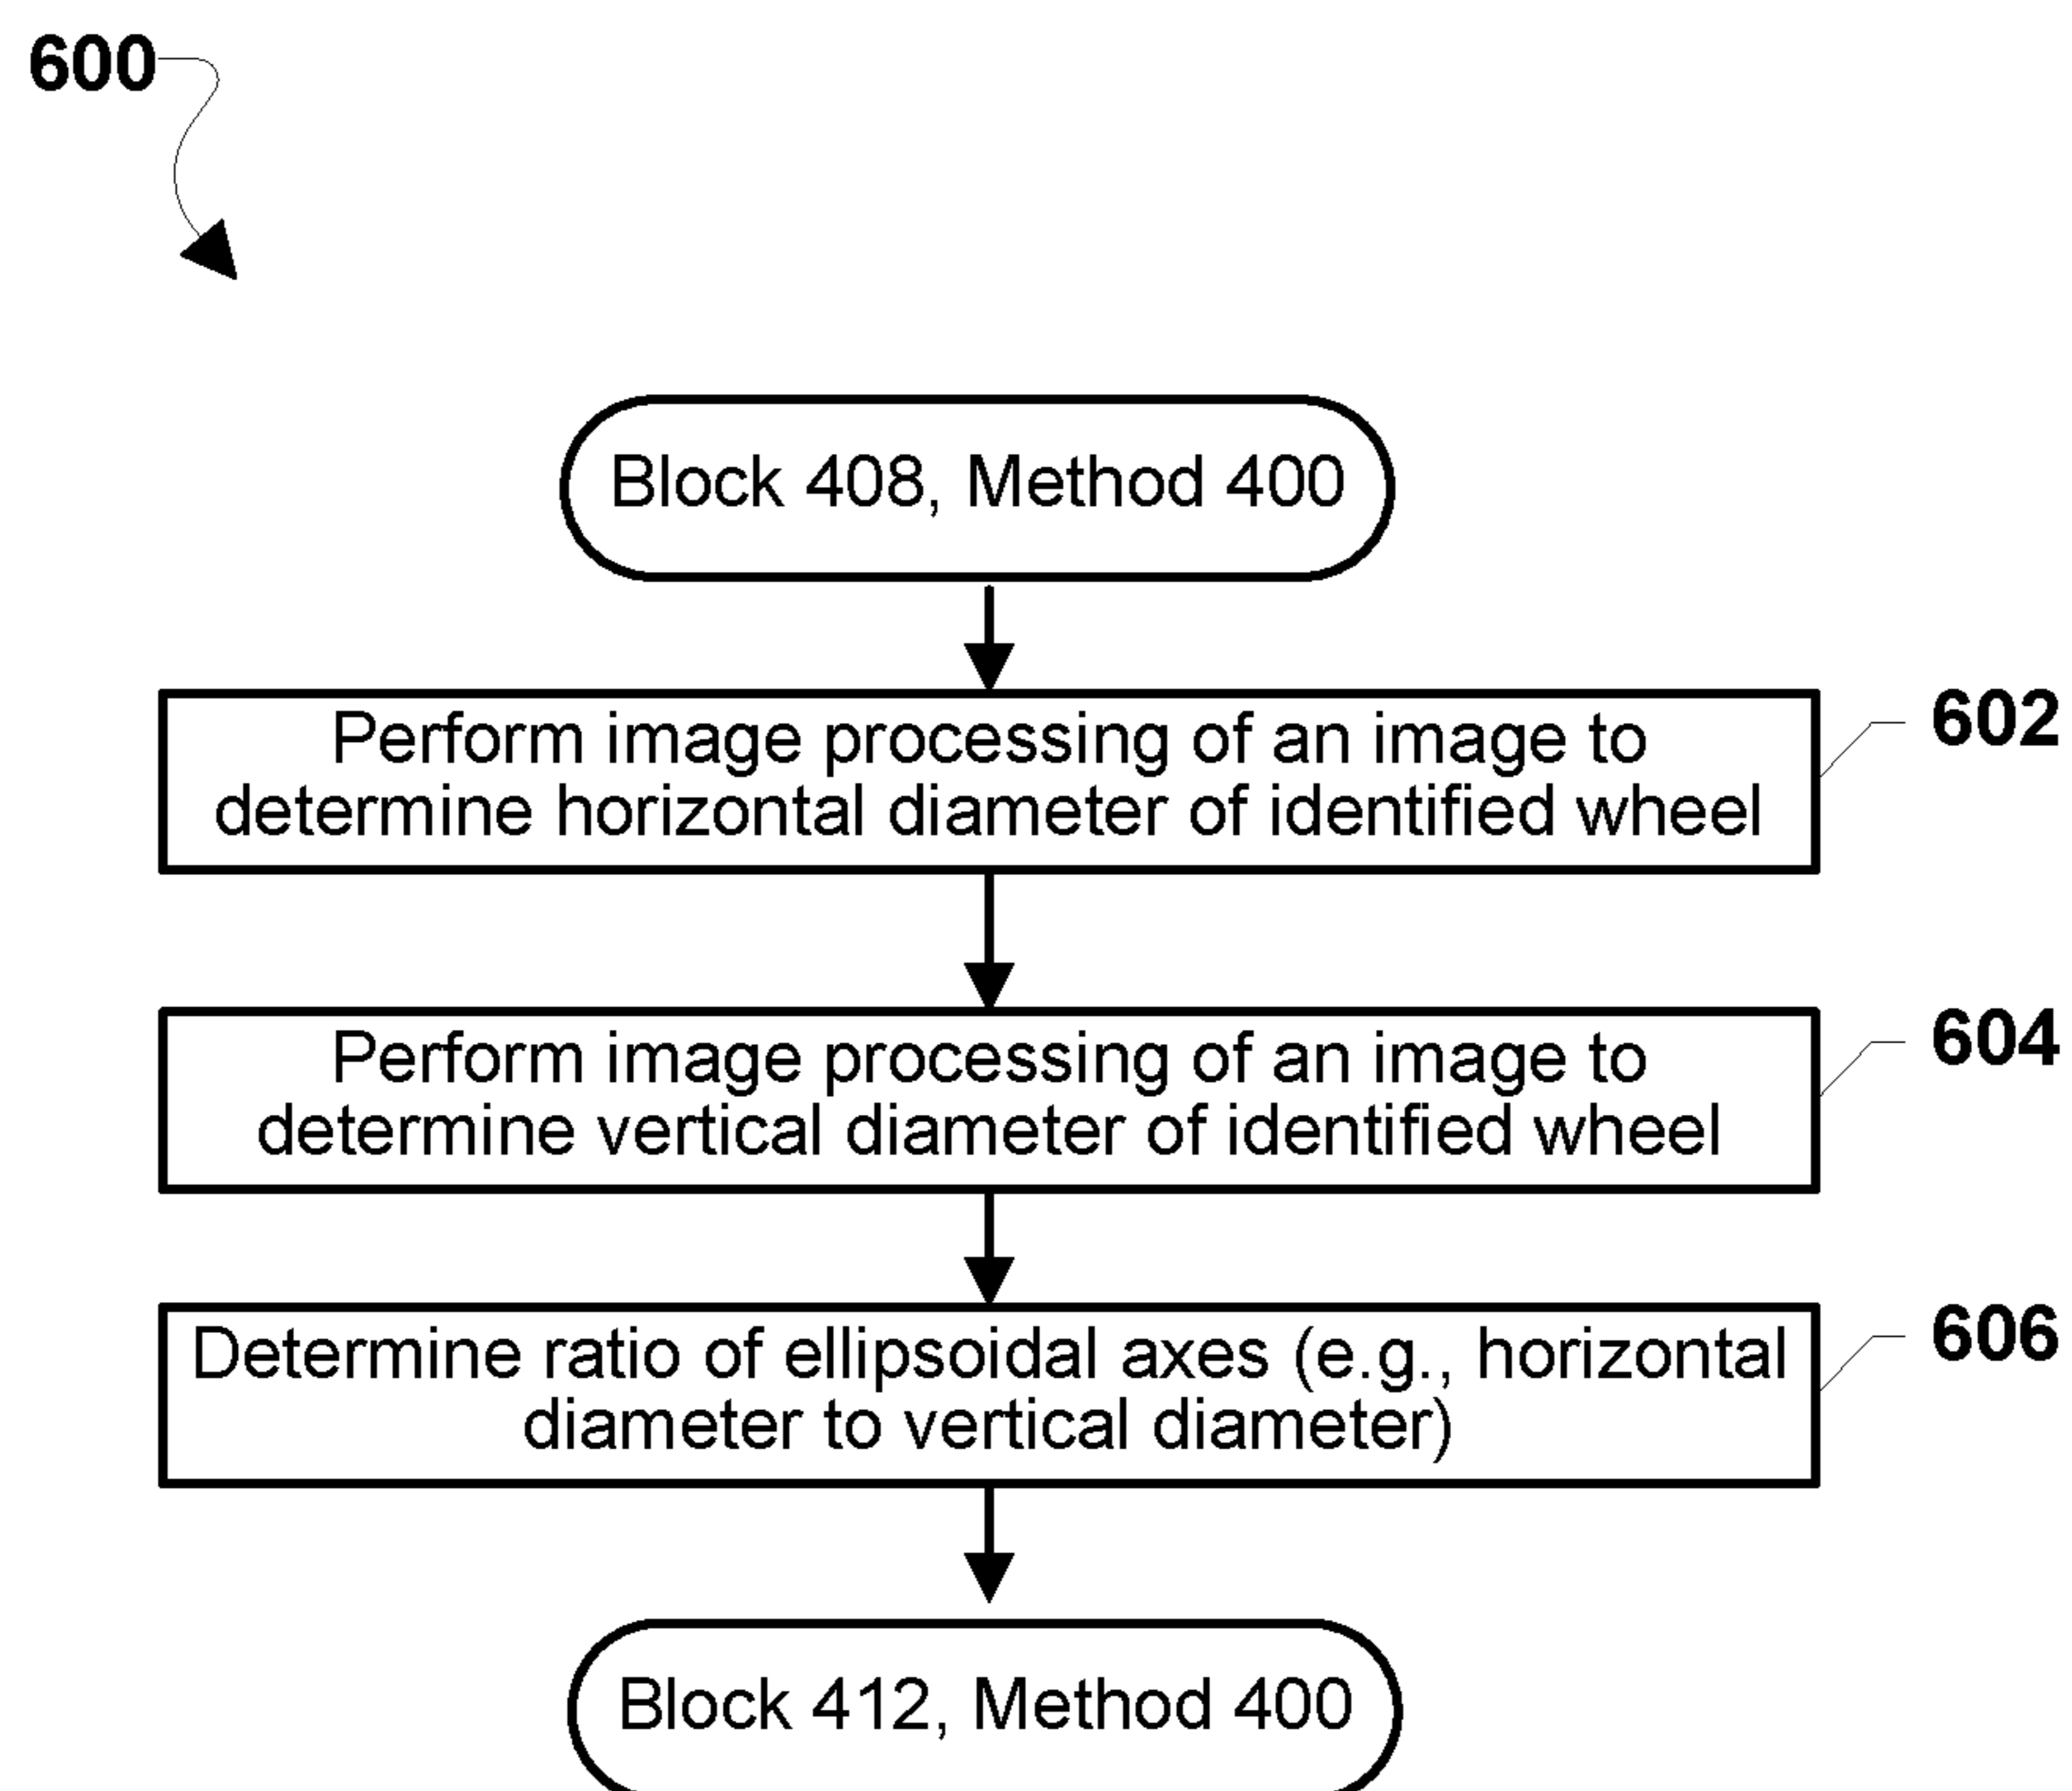 600
Block 408, Method 400
Perform image processing of an image to
determine horizontal diameter of identified wheel
602
Perform image processing of an image to
determine vertical diameter of identified wheel
604
Determine ratio of ellipsoidal axes (e.g., horizontal
diameter to vertical diameter)
606
Block 412, Method 400